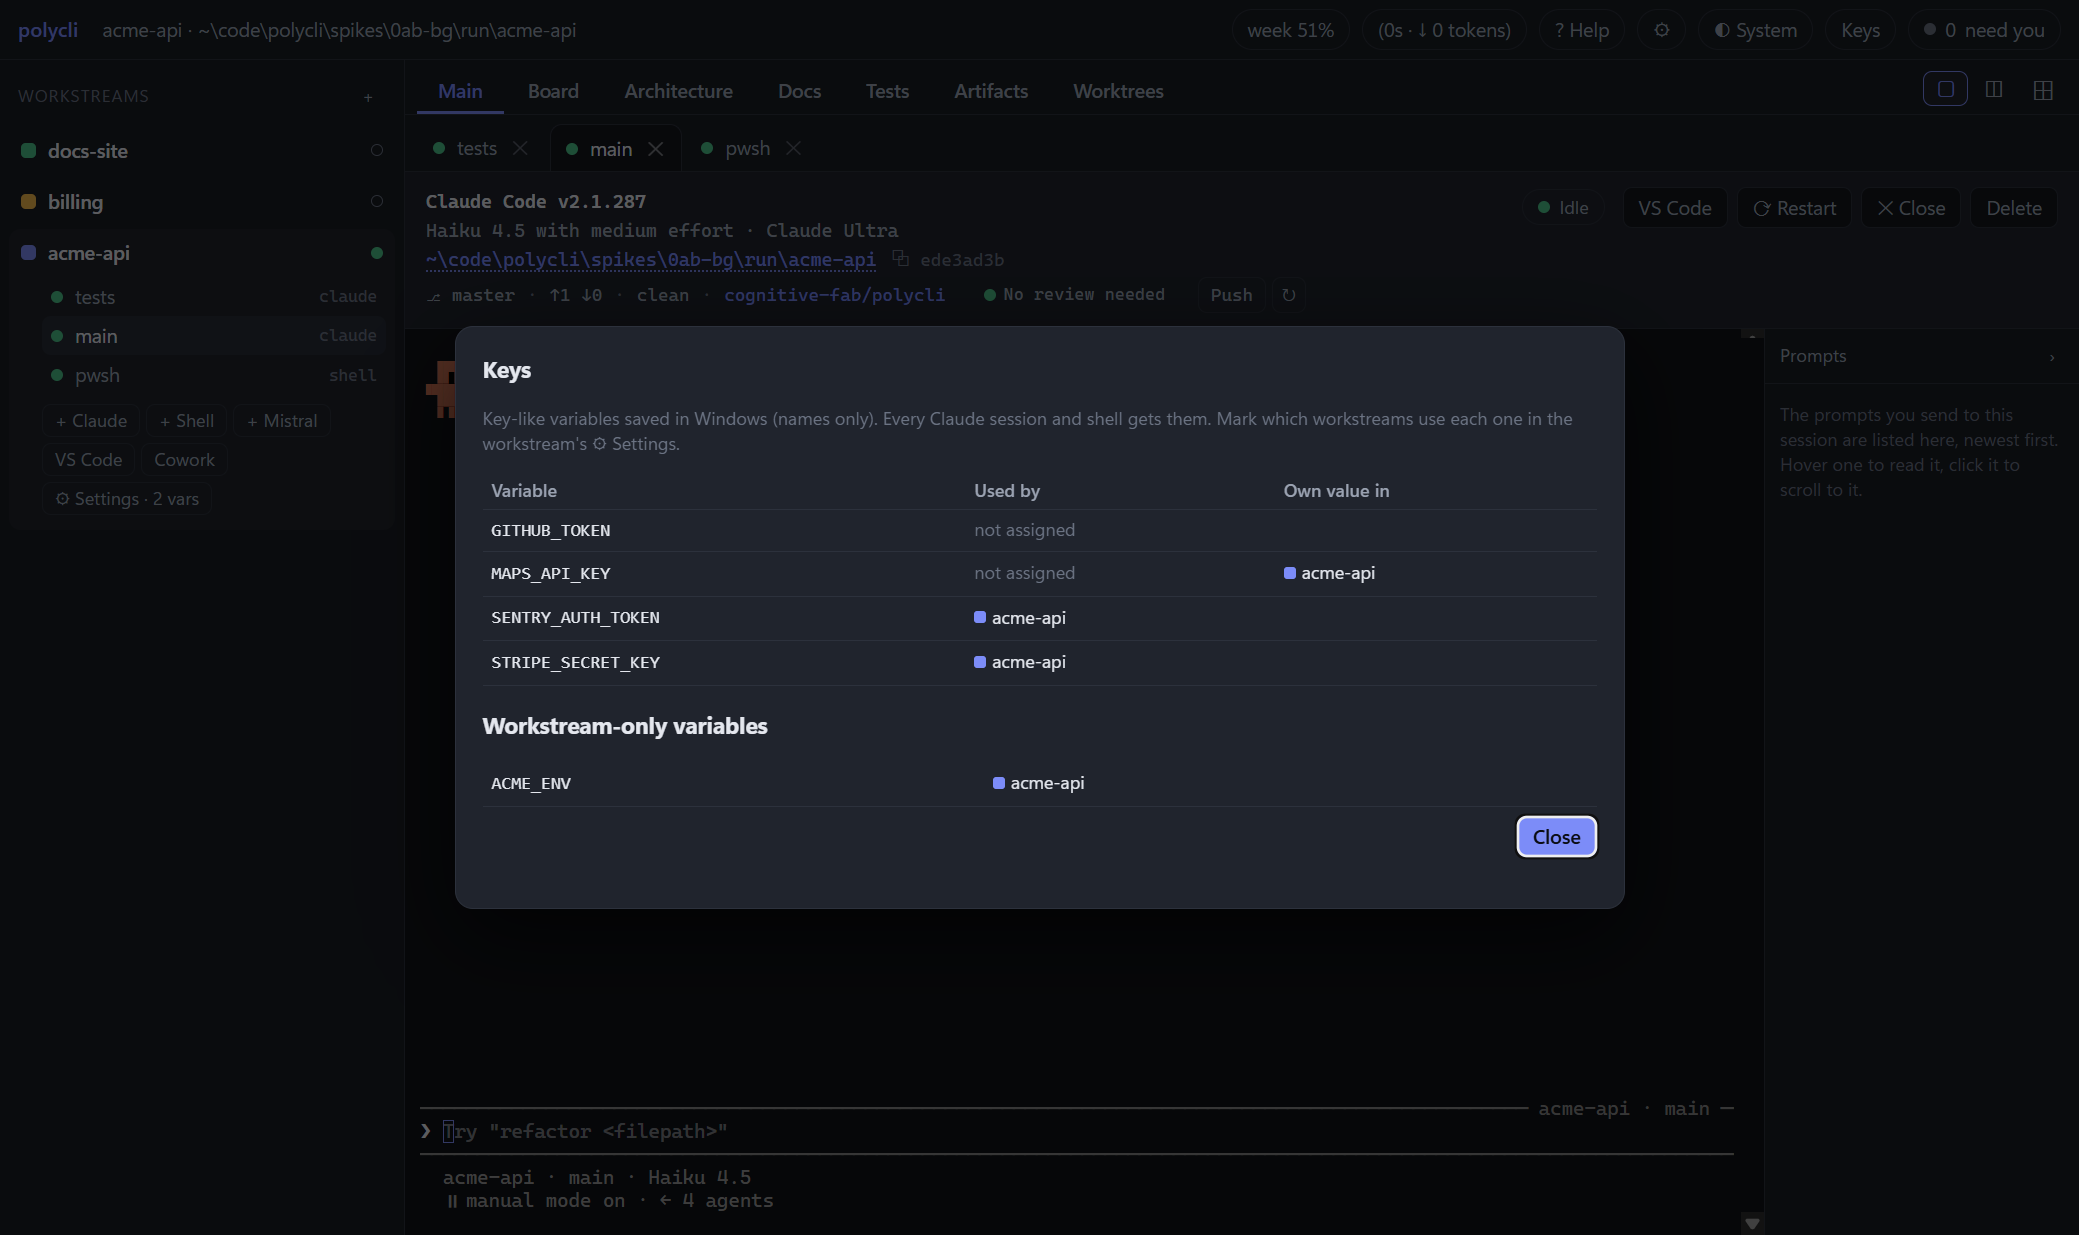 polycli acme-api · ~\code\polycli\spikes\0ab-bg\run\acme-api week 51% (0s · ↓ 0 tokens) ? Help ⚙ System Keys 0 need you
WORKSTREAMS +
docs-site
billing
acme-api
tests claude
main claude
pwsh shell
+ Claude + Shell + Mistral
VS Code Cowork
⚙ Settings · 2 vars
Main Board Architecture Docs Tests Artifacts Worktrees
tests main pwsh
Claude Code v2.1.287
Haiku 4.5 with medium effort · Claude Ultra
~\code\polycli\spikes\0ab-bg\run\acme-api ede3ad3b
master · ↑1 ↓0 · clean · cognitive-fab/polycli No review needed Push ↻
Idle VS Code Restart Close Delete
Prompts ›
The prompts you send to this
session are listed here, newest first.
Hover one to read it, click it to
scroll to it.
Keys
Key-like variables saved in Windows (names only). Every Claude session and shell gets them. Mark which workstreams use each one in the
workstream's ⚙ Settings.
Variable Used by Own value in
GITHUB_TOKEN not assigned
MAPS_API_KEY not assigned acme-api
SENTRY_AUTH_TOKEN acme-api
STRIPE_SECRET_KEY acme-api
Workstream-only variables
ACME_ENV acme-api
Close
acme-api · main
❯ Try "refactor <filepath>"
acme-api · main · Haiku 4.5
⏸ manual mode on · ← 4 agents